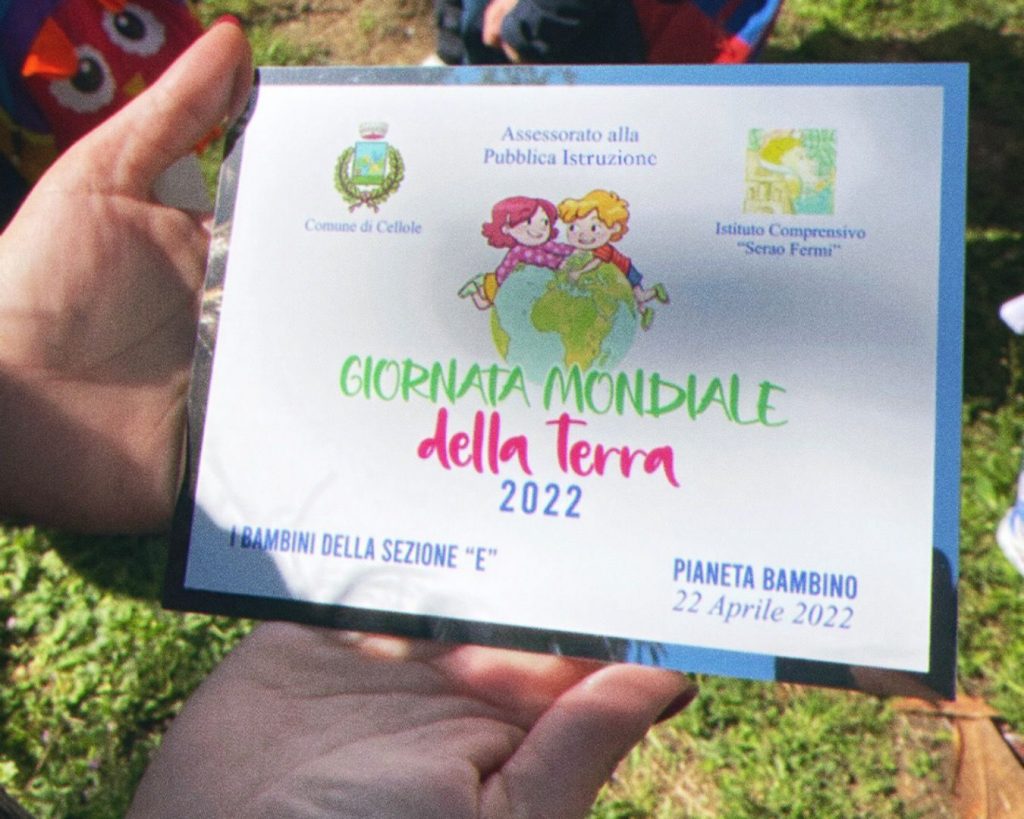 Assessorato alla
Pubblica Istruzione
Comune di Cellole
Istituto Comprensivo
"Serao Fermi"
GIORNATA MONDIALE
della Terra
2022
I BAMBINI DELLA SEZIONE "E"
PIANETA BAMBINO
22 Aprile 2022